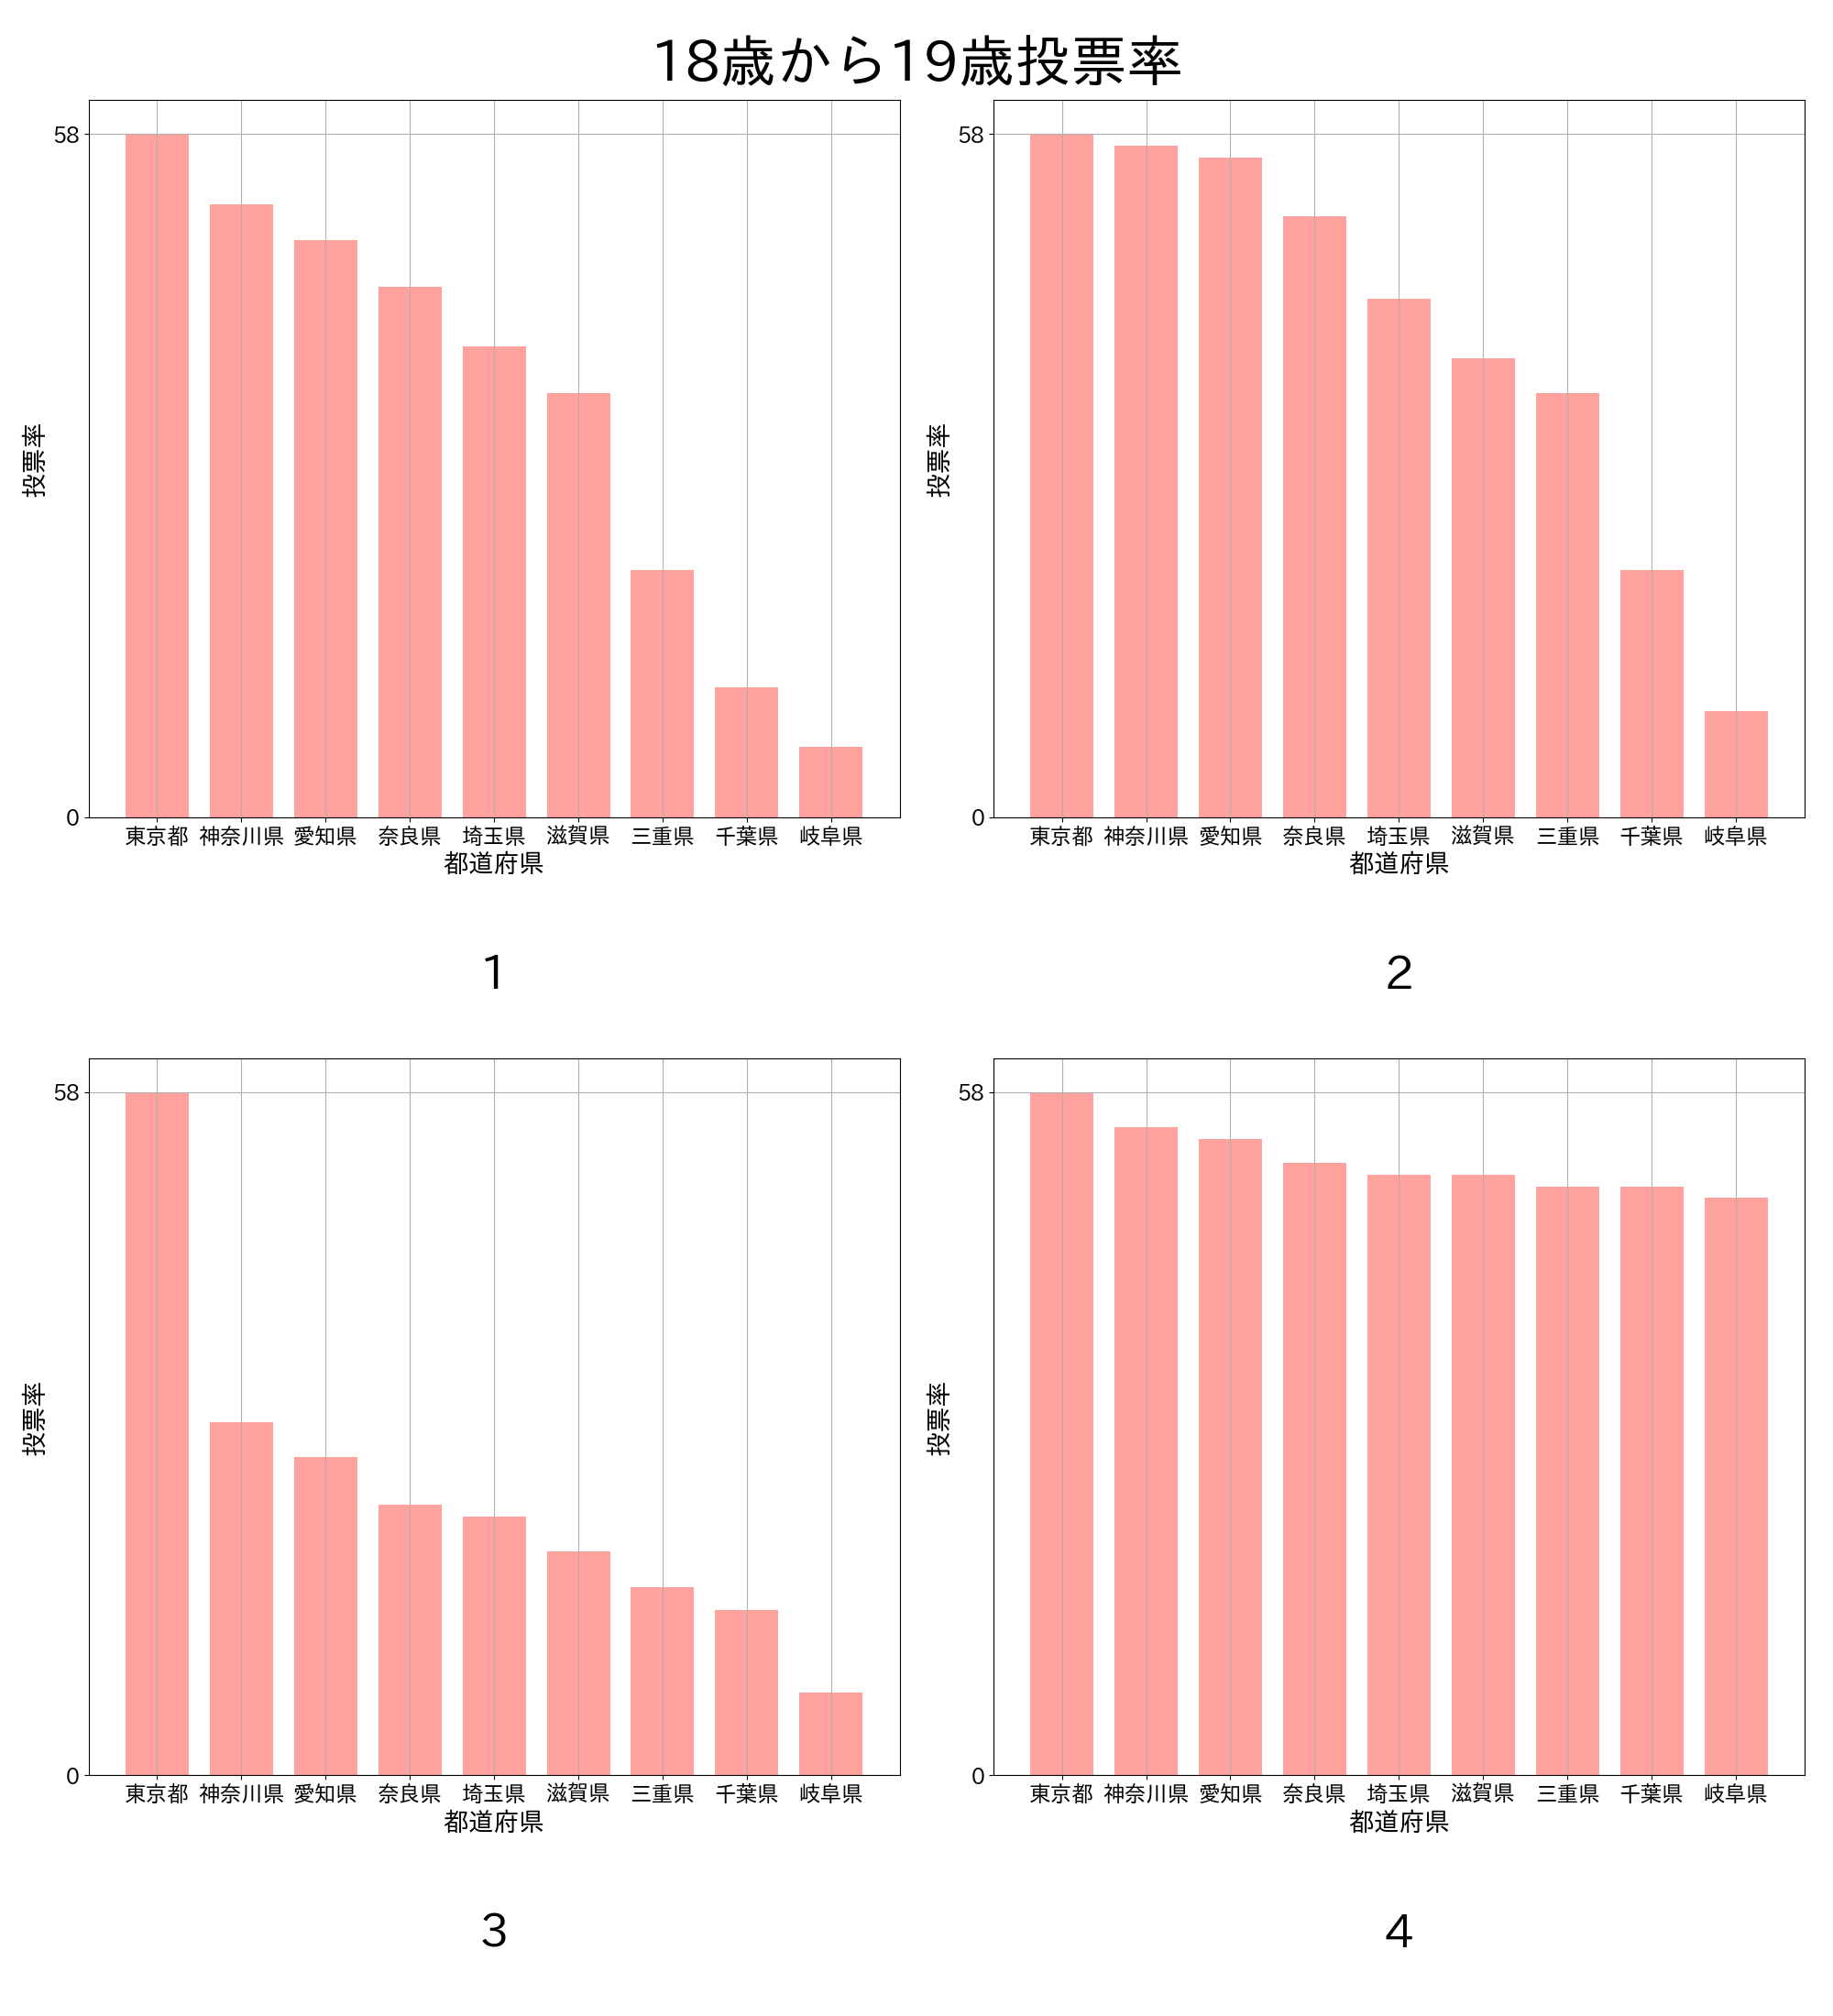 18歳から19歳投票率
58
0
投票率
東京都 神奈川県 愛知県 奈良県 埼玉県 滋賀県 三重県 千葉県 岐阜県
都道府県
1
58
0
投票率
東京都 神奈川県 愛知県 奈良県 埼玉県 滋賀県 三重県 千葉県 岐阜県
都道府県
2
58
0
投票率
東京都 神奈川県 愛知県 奈良県 埼玉県 滋賀県 三重県 千葉県 岐阜県
都道府県
3
58
0
投票率
東京都 神奈川県 愛知県 奈良県 埼玉県 滋賀県 三重県 千葉県 岐阜県
都道府県
4